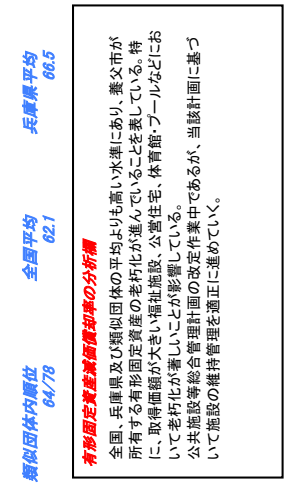 類似団体内順位
64/78
全国平均
62.1
兵庫県平均
66.5
有形固定資産減価償却率の分析欄
全国、兵庫県及び類似団体の平均よりも高い水準にあり、養父市が
所有する有形固定資産の老朽化が進んでいることを表している。特
に、取得価額が大きい福祉施設、公営住宅、体育館・プールなどにお
いて老朽化が著しいことが影響している。
公共施設等総合管理計画の改定作業中であるが、当該計画に基づ
いて施設の維持管理を適正に進めていく。